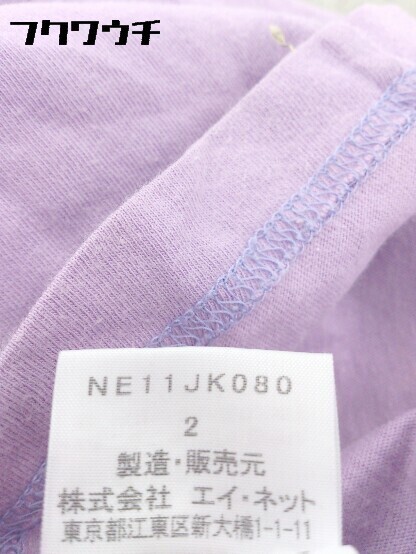 フクワウチ
NE11JK080
2
製造・販売元
株式会社 エイ・ネット
東京都江東区新大橋1-1-11